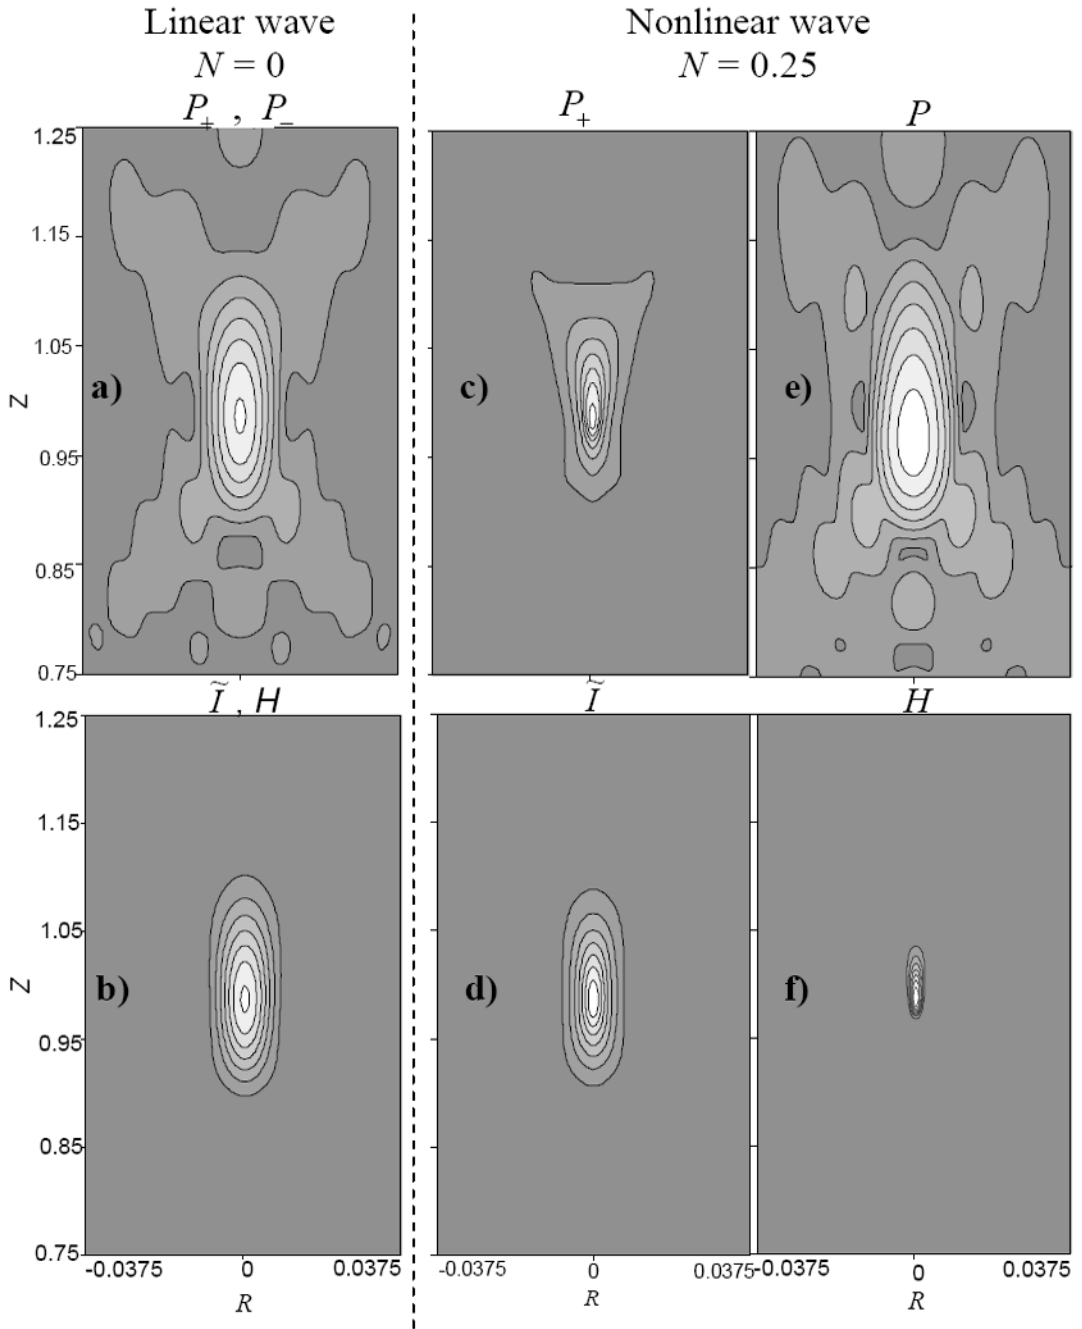 Linear wave
N = 0
P₊ , P₋
Nonlinear wave
N = 0.25
P₊
P
1.25
1.15
1.05
0.95
0.85
0.75
Z
a)
c)
e)
Ĩ , H
Ĩ
H
1.25
1.15
1.05
0.95
0.85
0.75
Z
b)
d)
f)
-0.0375 0 0.0375
R
-0.0375 0 0.0375
R
-0.0375 0 0.0375
R